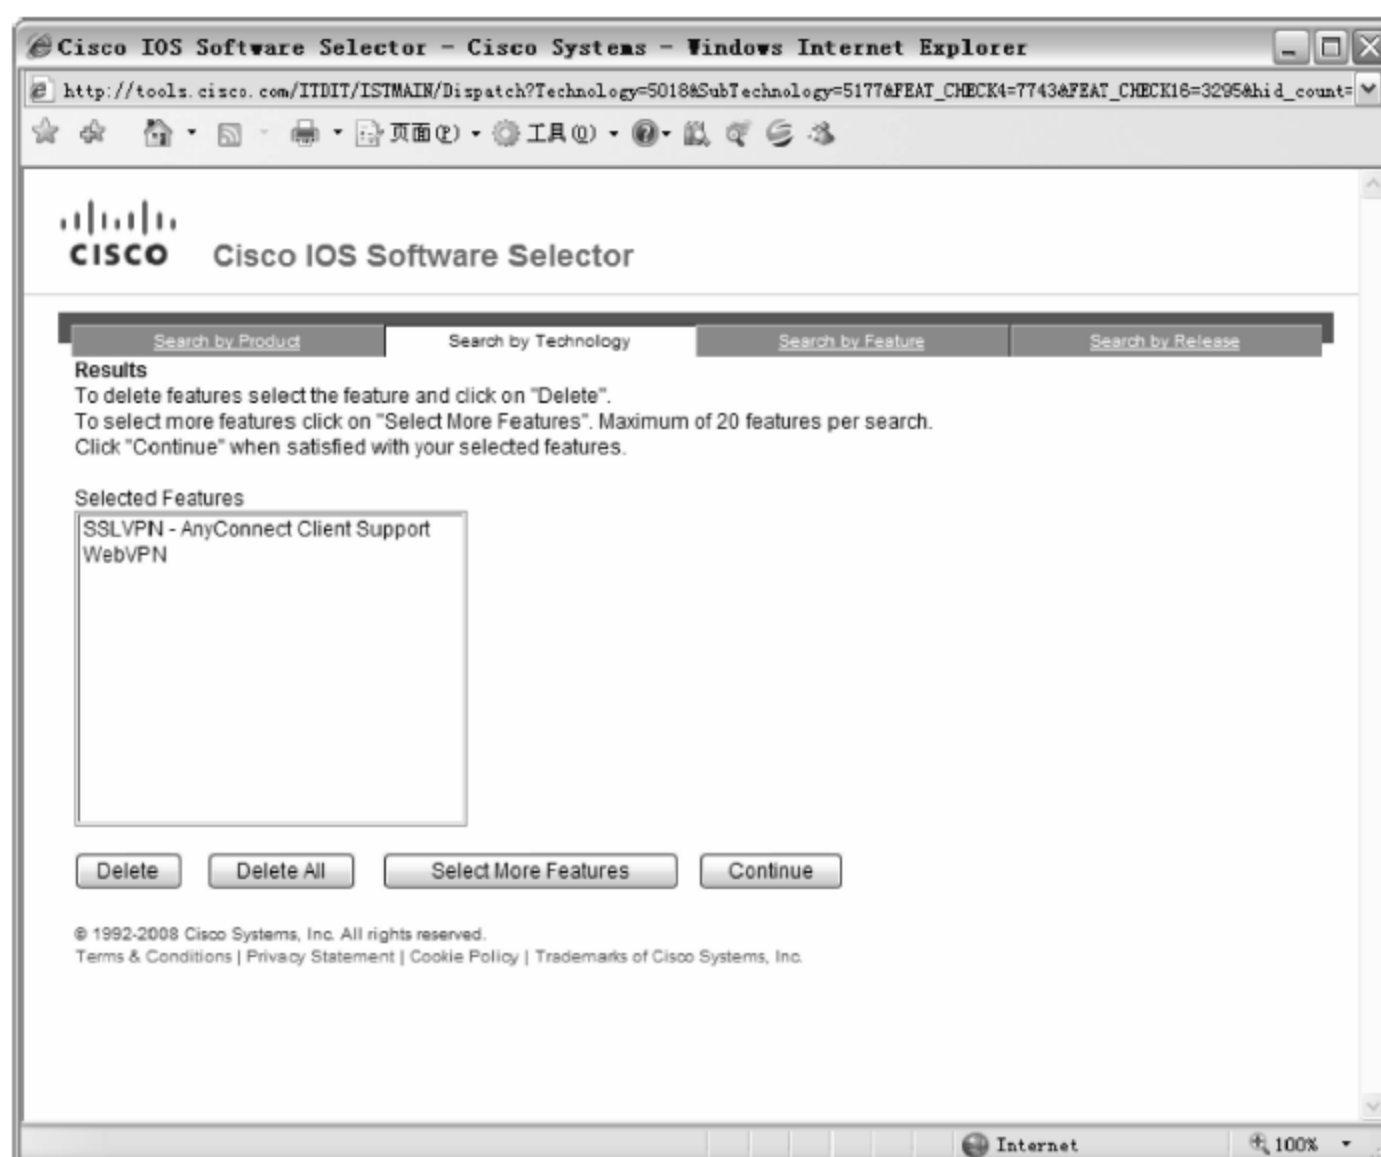 Cisco IOS Software Selector - Cisco Systems - Windows Internet Explorer
http://tools.cisco.com/ITDIT/ISTMAIN/Dispatch?Technology=5018&SubTechnology=5177&FEAT_CHECK4=7743&FEAT_CHECK16=3295&hid_count=
页面(P) 工具(O)
CISCO Cisco IOS Software Selector
Search by Product Search by Technology Search by Feature Search by Release
Results
To delete features select the feature and click on "Delete".
To select more features click on "Select More Features". Maximum of 20 features per search.
Click "Continue" when satisfied with your selected features.
Selected Features
SSLVPN - AnyConnect Client Support
WebVPN
Delete Delete All Select More Features Continue
© 1992-2008 Cisco Systems, Inc. All rights reserved.
Terms & Conditions | Privacy Statement | Cookie Policy | Trademarks of Cisco Systems, Inc.
Internet 100%